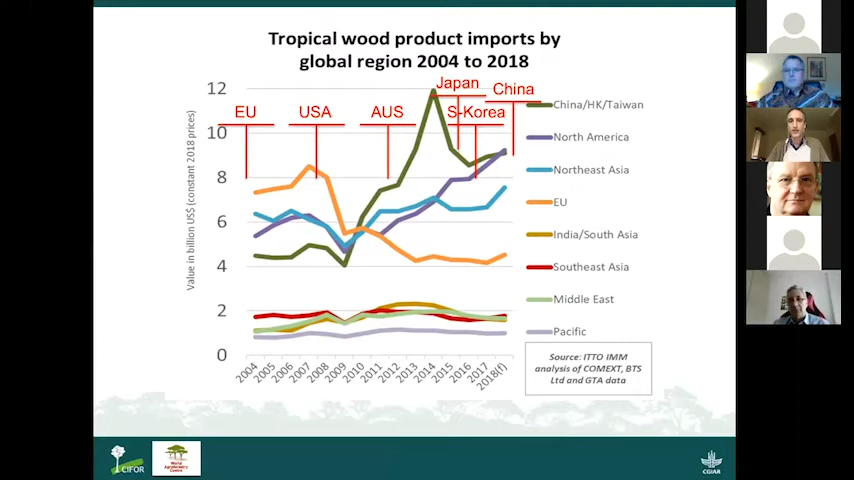 Tropical wood product imports by
global region 2004 to 2018
Value in billion US$ (constant 2018 prices)
12
10
8
6
4
2
0
EU
USA
AUS
Japan
S-Korea
China
2004
2005
2006
2007
2008
2009
2010
2011
2012
2013
2014
2015
2016
2017
2018(f)
China/HK/Taiwan
North America
Northeast Asia
EU
India/South Asia
Southeast Asia
Middle East
Pacific
Source: ITTO IMM
analysis of COMEXT, BTS
Ltd and GTA data
CIFOR
World
Agroforestry
Centre
CGIAR